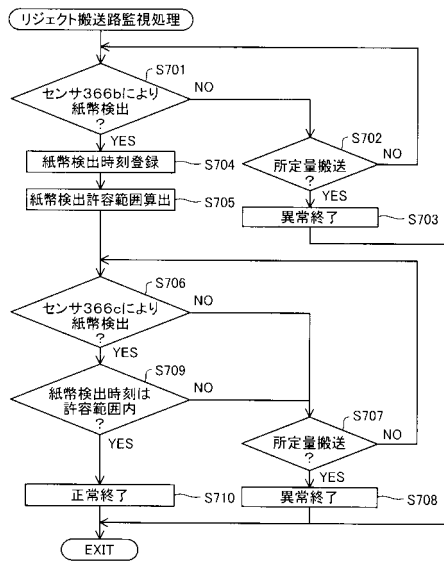 リジェクト搬送路監視処理
S701
センサ366bにより
紙幣検出
?
NO
YES
S702
所定量搬送
?
NO
YES
紙幣検出時刻登録
S704
紙幣検出許容範囲算出
S705
異常終了
S703
S706
センサ366cにより
紙幣検出
?
NO
YES
S709
紙幣検出時刻は
許容範囲内
?
NO
YES
S707
所定量搬送
?
NO
YES
正常終了
S710
異常終了
S708
EXIT